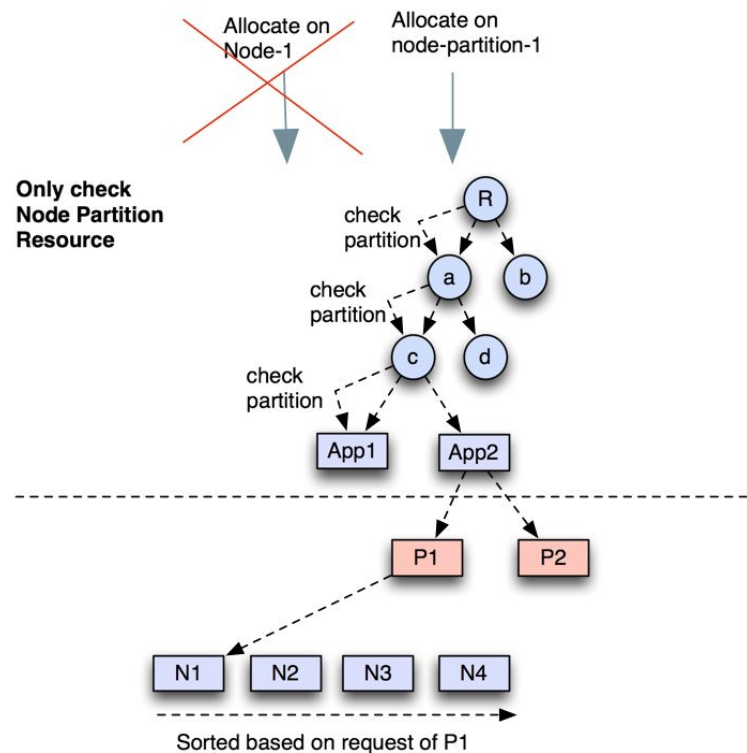 Allocate on
Node-1
Allocate on
node-partition-1
Only check
Node Partition
Resource
R
check
partition
a
b
check
partition
c
d
check
partition
App1
App2
P1
P2
N1
N2
N3
N4
Sorted based on request of P1